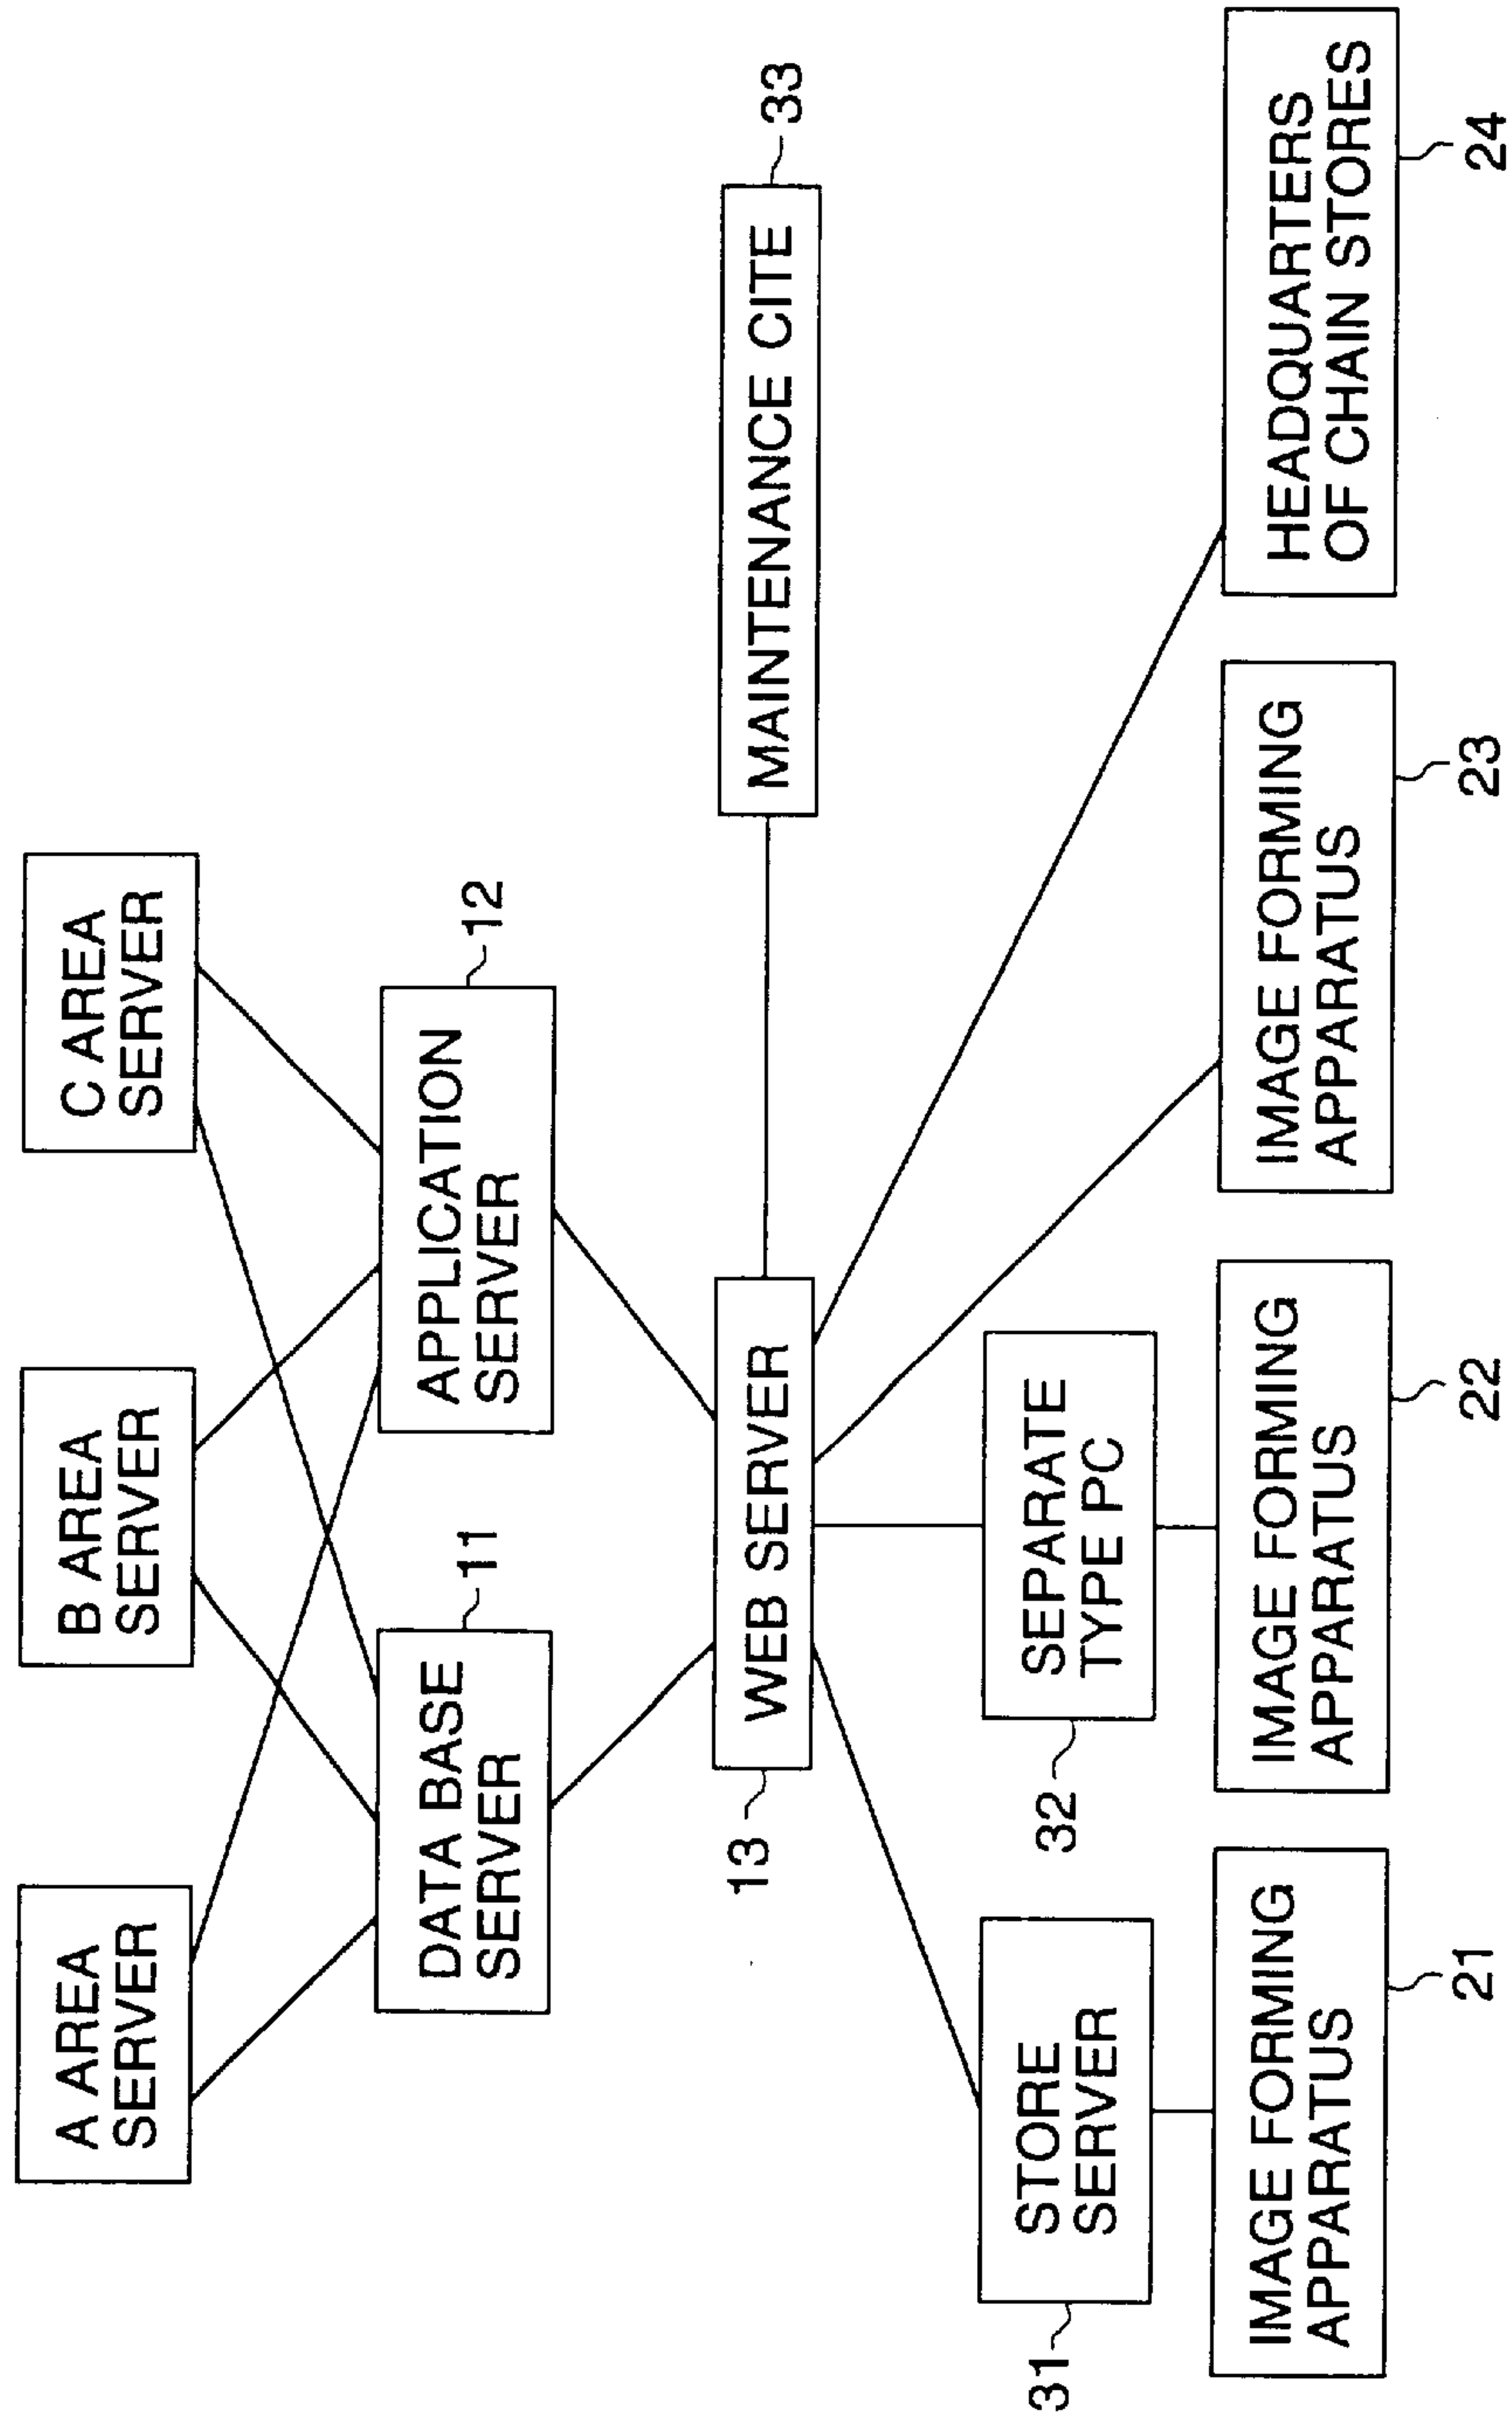 A AREA
SERVER
B AREA
SERVER
C AREA
SERVER
DATA BASE
SERVER
11
APPLICATION
SERVER
12
13
WEB SERVER
MAINTENANCE CITE
33
31
STORE
SERVER
32
SEPARATE
TYPE PC
IMAGE FORMING
APPARATUS
21
IMAGE FORMING
APPARATUS
22
IMAGE FORMING
APPARATUS
23
HEADQUARTERS
OF CHAIN STORES
24